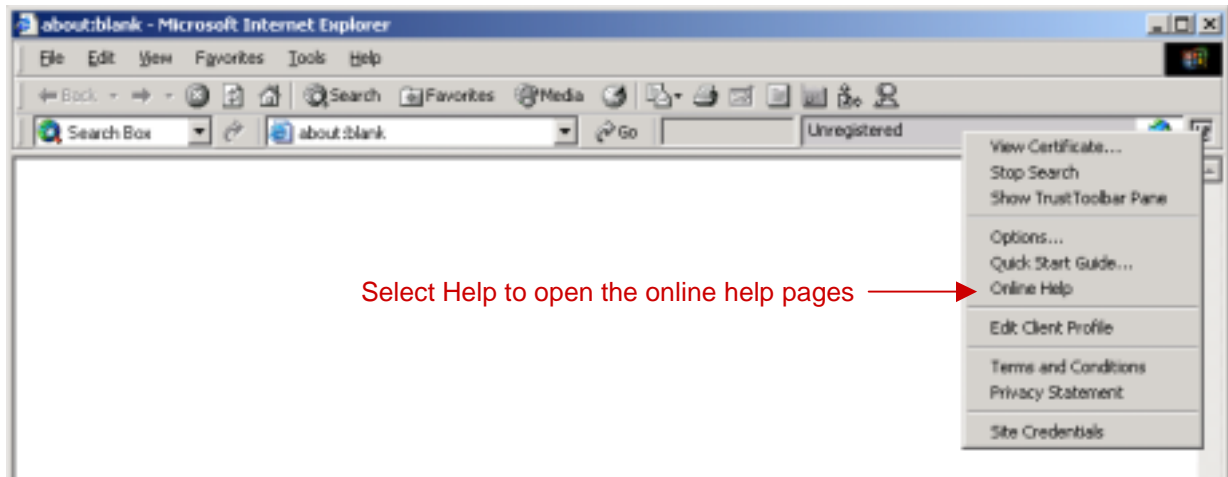 about:blank - Microsoft Internet Explorer
File Edit View Favorites Tools Help
Back Search Favorites Media
Search Box about:blank Go Unregistered
View Certificate...
Stop Search
Show TrustToolbar Pane
Options...
Quick Start Guide...
Select Help to open the online help pages Online Help
Edit Client Profile
Terms and Conditions
Privacy Statement
Site Credentials